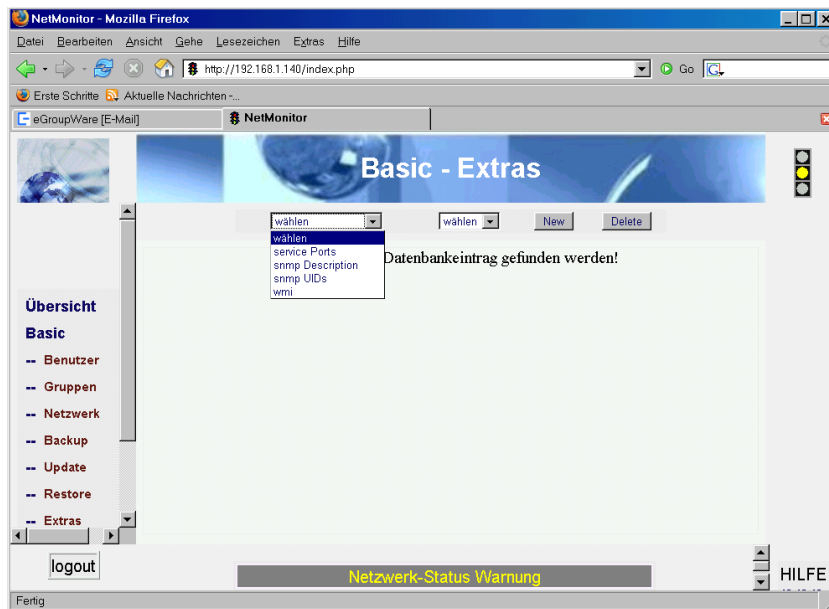 NetMonitor - Mozilla Firefox
Datei Bearbeiten Ansicht Gehe Lesezeichen Extras Hilfe
http://192.168.1.140/index.php
Go
Erste Schritte Aktuelle Nachrichten -...
eGroupWare [E-Mail]
NetMonitor
Basic - Extras
wählen
wählen
New
Delete
wählen
service Ports
snmp Description
snmp UIDs
wmi
Datenbankeintrag gefunden werden!
Übersicht
Basic
-- Benutzer
-- Gruppen
-- Netzwerk
-- Backup
-- Update
-- Restore
-- Extras
logout
Netzwerk-Status Warnung
HILFE
Fertig